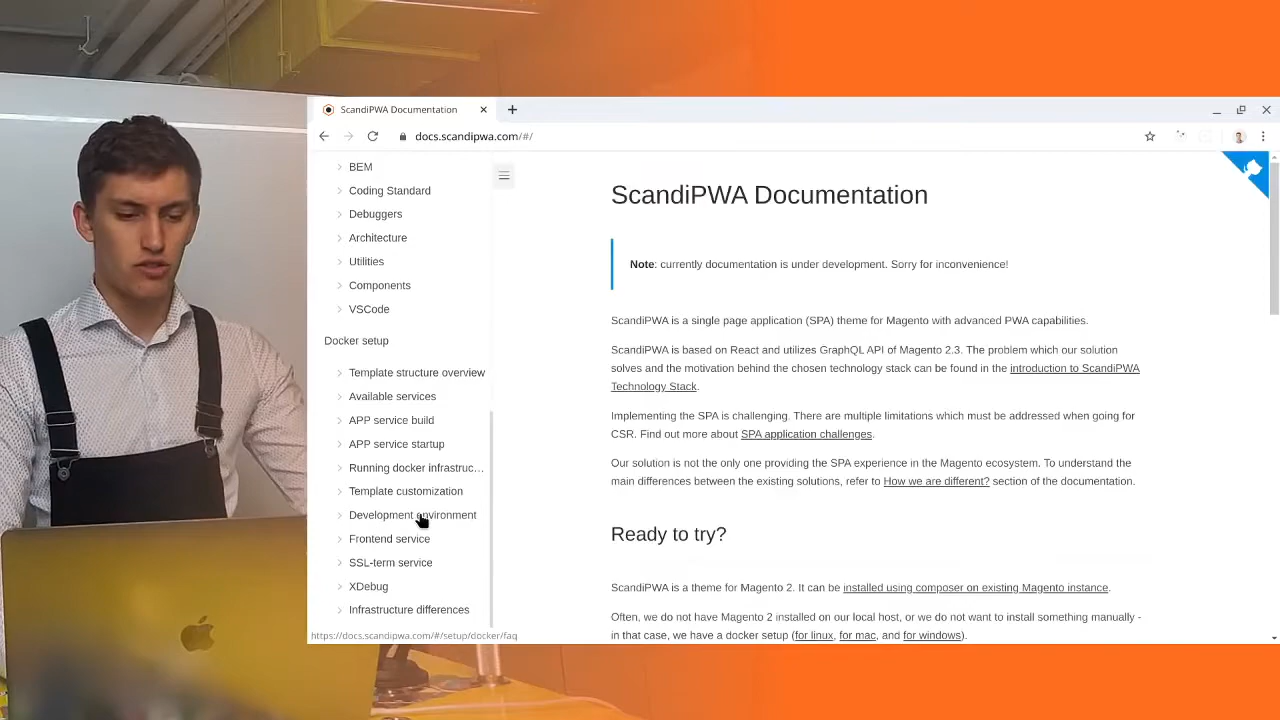 ScandiPWA Documentation
docs.scandipwa.com/#/
BEM
Coding Standard
Debuggers
Architecture
Utilities
Components
VSCode
Docker setup
Template structure overview
Available services
APP service build
APP service startup
Running docker infrastruc...
Template customization
Development environment
Frontend service
SSL-term service
XDebug
Infrastructure differences
https://docs.scandipwa.com/#/setup/docker/faq
ScandiPWA Documentation
Note: currently documentation is under development. Sorry for inconvenience!
ScandiPWA is a single page application (SPA) theme for Magento with advanced PWA capabilities.
ScandiPWA is based on React and utilizes GraphQL API of Magento 2.3. The problem which our solution
solves and the motivation behind the chosen technology stack can be found in the introduction to ScandiPWA
Technology Stack.
Implementing the SPA is challenging. There are multiple limitations which must be addressed when going for
CSR. Find out more about SPA application challenges.
Our solution is not the only one providing the SPA experience in the Magento ecosystem. To understand the
main differences between the existing solutions, refer to How we are different? section of the documentation.
Ready to try?
ScandiPWA is a theme for Magento 2. It can be installed using composer on existing Magento instance.
Often, we do not have Magento 2 installed on our local host, or we do not want to install something manually -
in that case, we have a docker setup (for linux, for mac, and for windows).